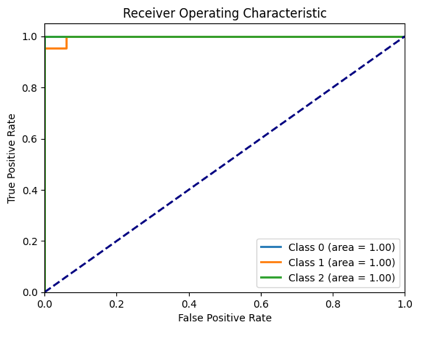 Receiver Operating Characteristic
True Positive Rate
1.0
0.8
0.6
0.4
0.2
0.0
Class 0 (area = 1.00)
Class 1 (area = 1.00)
Class 2 (area = 1.00)
0.0 0.2 0.4 0.6 0.8 1.0
False Positive Rate